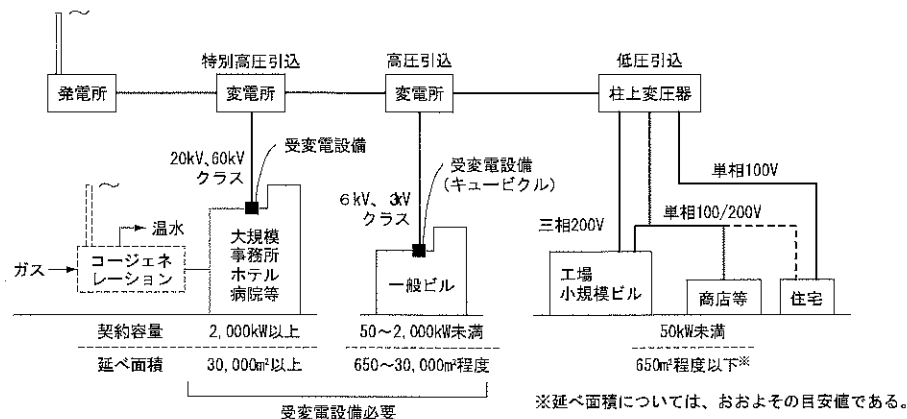 特別高圧引込
高圧引込
低圧引込
発電所
変電所
変電所
柱上変圧器
受変電設備
20kV、60kV
クラス
受変電設備
(キュービクル)
6kV、3kV
クラス
単相100V
単相100/200V
三相200V
温水
ガス
コージェネ
レーション
大規模
事務所
ホテル
病院等
一般ビル
工場
小規模ビル
商店等
住宅
契約容量 2,000kW以上 50〜2,000kW未満 50kW未満
延べ面積 30,000m²以上 650〜30,000m²程度 650m²程度以下※
受変電設備必要
※延べ面積については、おおよその目安値である。